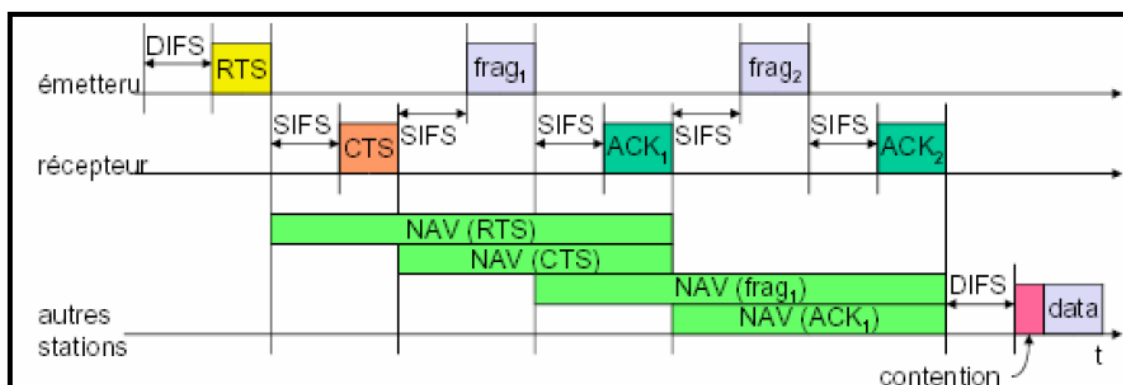 DIFS
RTS
frag1
frag2
émetteru
SIFS
CTS
SIFS
SIFS
ACK1
SIFS
SIFS
ACK2
récepteur
NAV (RTS)
NAV (CTS)
NAV (frag1)
DIFS
NAV (ACK1)
data
autres
stations
t
contention